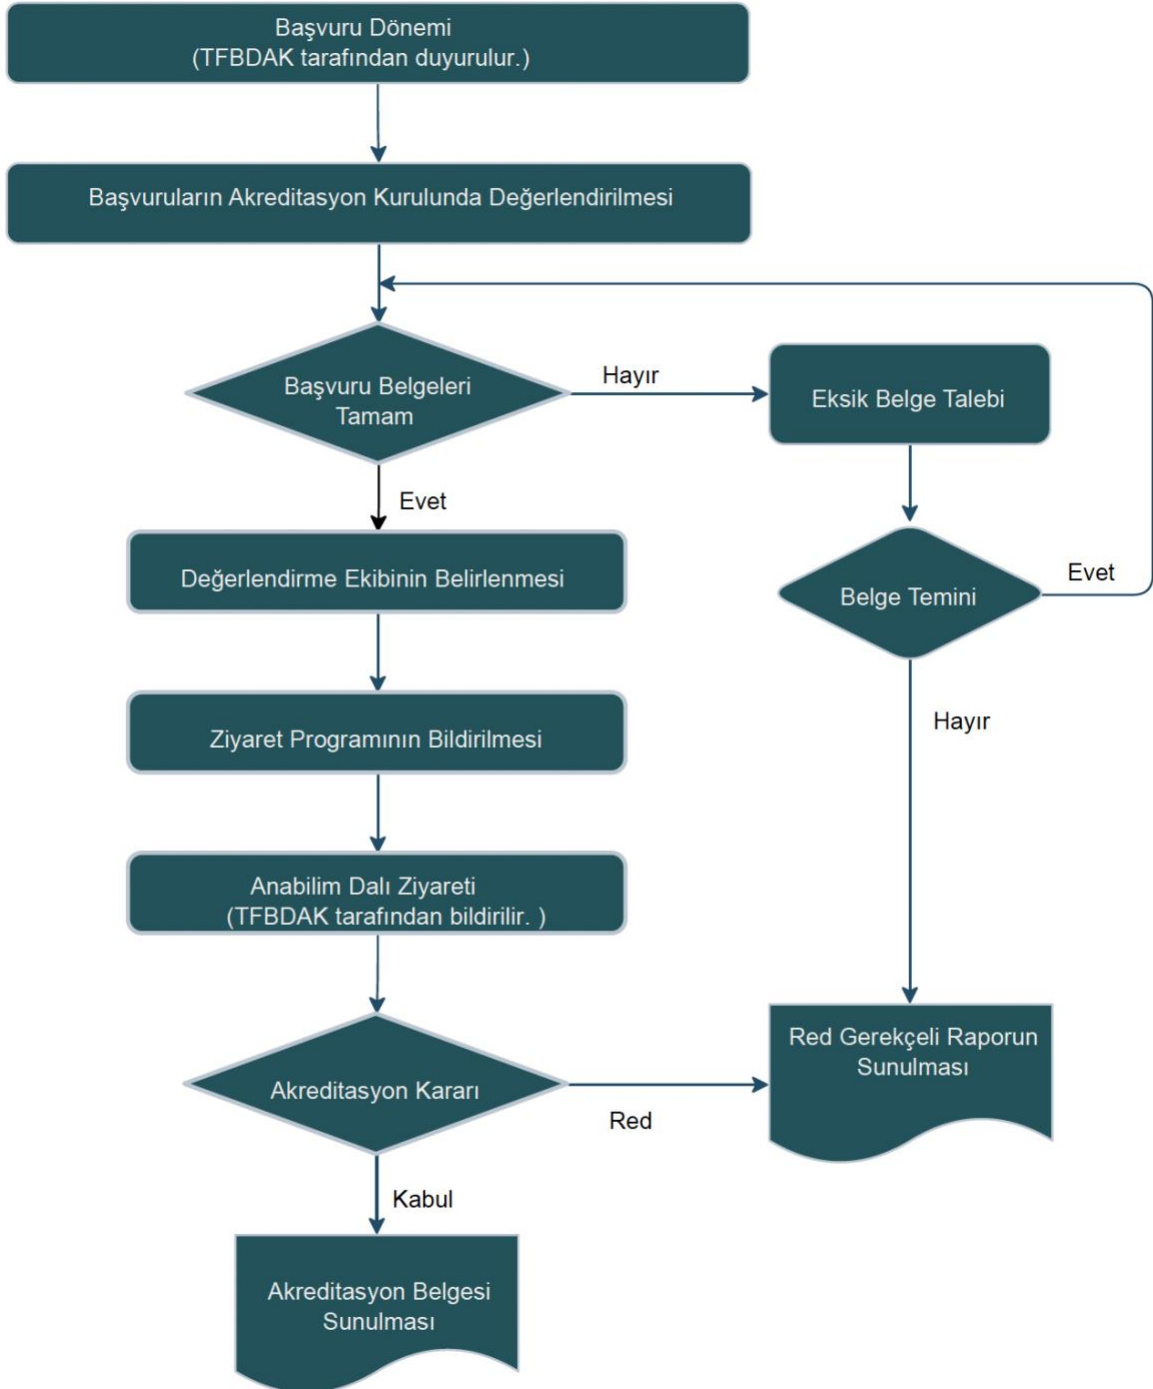 Başvuru Dönemi
(TFBDAK tarafından duyurulur.)
Başvuruların Akreditasyon Kurulunda Değerlendirilmesi
Başvuru Belgeleri
Tamam
Hayır
Eksik Belge Talebi
Evet
Değerlendirme Ekibinin Belirlenmesi
Belge Temini
Evet
Ziyaret Programının Bildirilmesi
Hayır
Anabilim Dalı Ziyareti
(TFBDAK tarafından bildirilir. )
Akreditasyon Kararı
Red
Red Gerekçeli Raporun
Sunulması
Kabul
Akreditasyon Belgesi
Sunulması